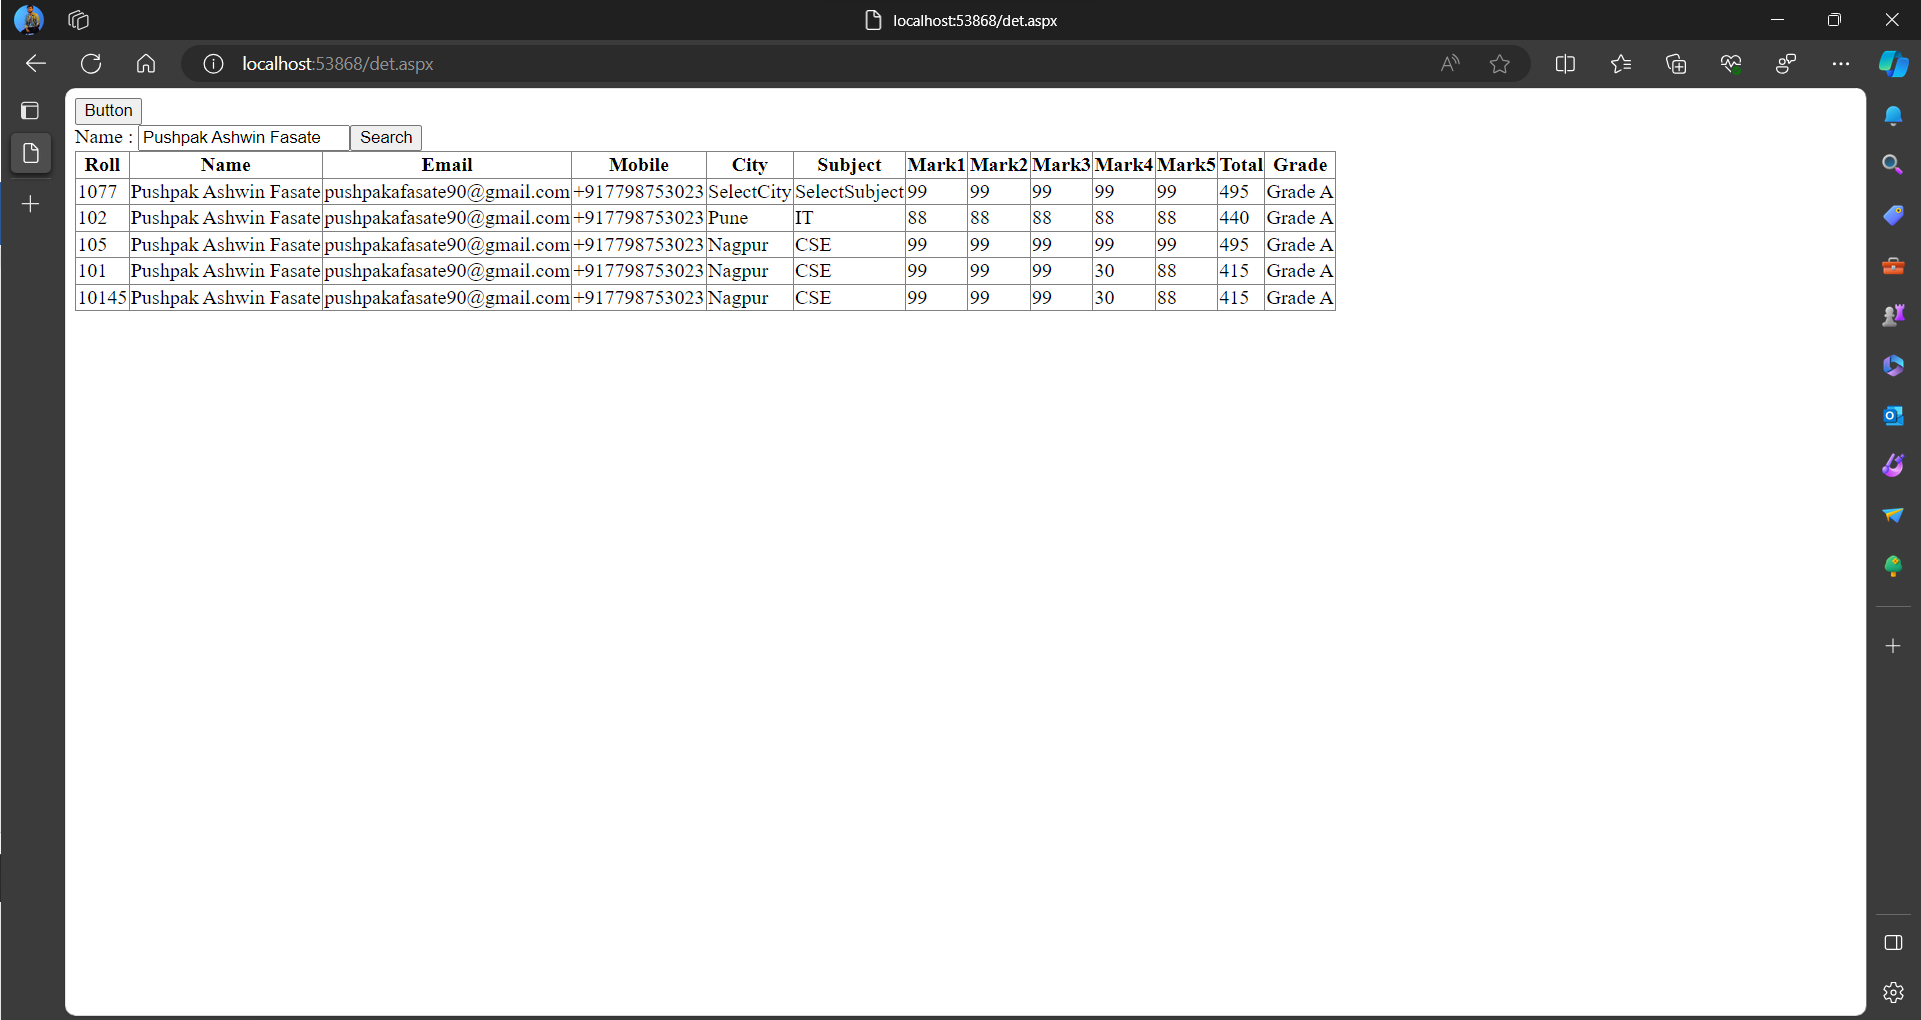 localhost:53868/det.aspx
localhost:53868/det.aspx
Button
Name : Pushpak Ashwin Fasate Search
Roll Name Email Mobile City Subject Mark1 Mark2 Mark3 Mark4 Mark5 Total Grade
1077 Pushpak Ashwin Fasate pushpakafasate90@gmail.com +917798753023 SelectCity SelectSubject 99 99 99 99 99 495 Grade A
102 Pushpak Ashwin Fasate pushpakafasate90@gmail.com +917798753023 Pune IT 88 88 88 88 88 440 Grade A
105 Pushpak Ashwin Fasate pushpakafasate90@gmail.com +917798753023 Nagpur CSE 99 99 99 99 99 495 Grade A
101 Pushpak Ashwin Fasate pushpakafasate90@gmail.com +917798753023 Nagpur CSE 99 99 99 30 88 415 Grade A
10145 Pushpak Ashwin Fasate pushpakafasate90@gmail.com +917798753023 Nagpur CSE 99 99 99 30 88 415 Grade A